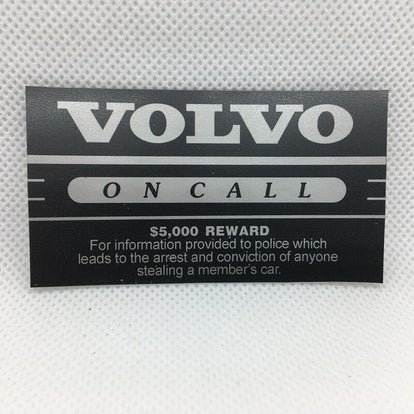 VOLVO
ON CALL
$5,000 REWARD
For information provided to police which
leads to the arrest and conviction of anyone
stealing a member's car.